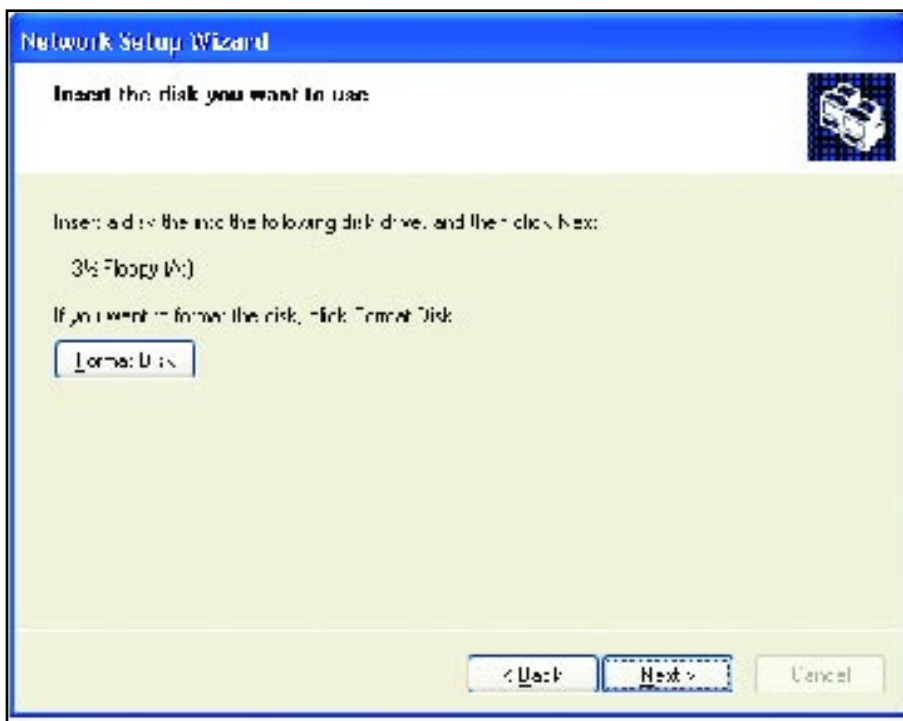 Network Setup Wizard
Insert the disk you want to use
Insert a disk the into the following disk drive, and then click Next:
3½ Floppy (A:)
If you want to format the disk, click Format Disk
Format Disk
< Back
Next >
Cancel